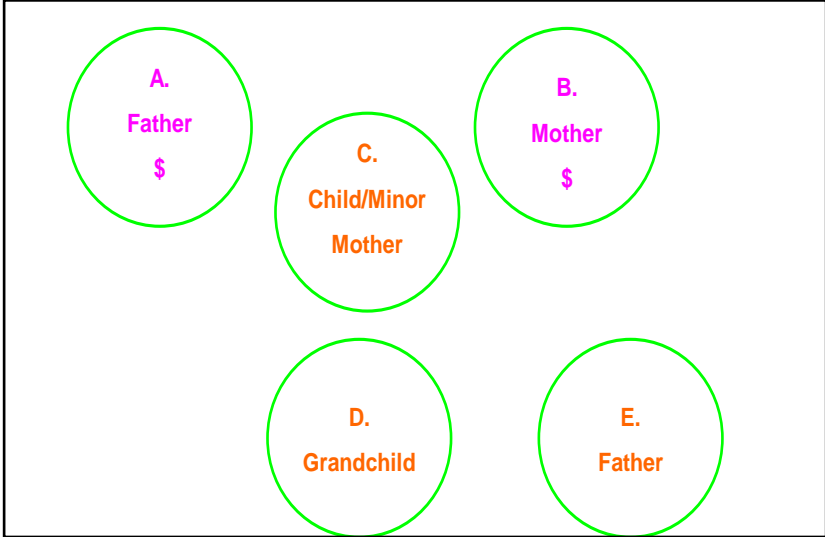 A.
Father
$
B.
Mother
$
C.
Child/Minor
Mother
D.
Grandchild
E.
Father